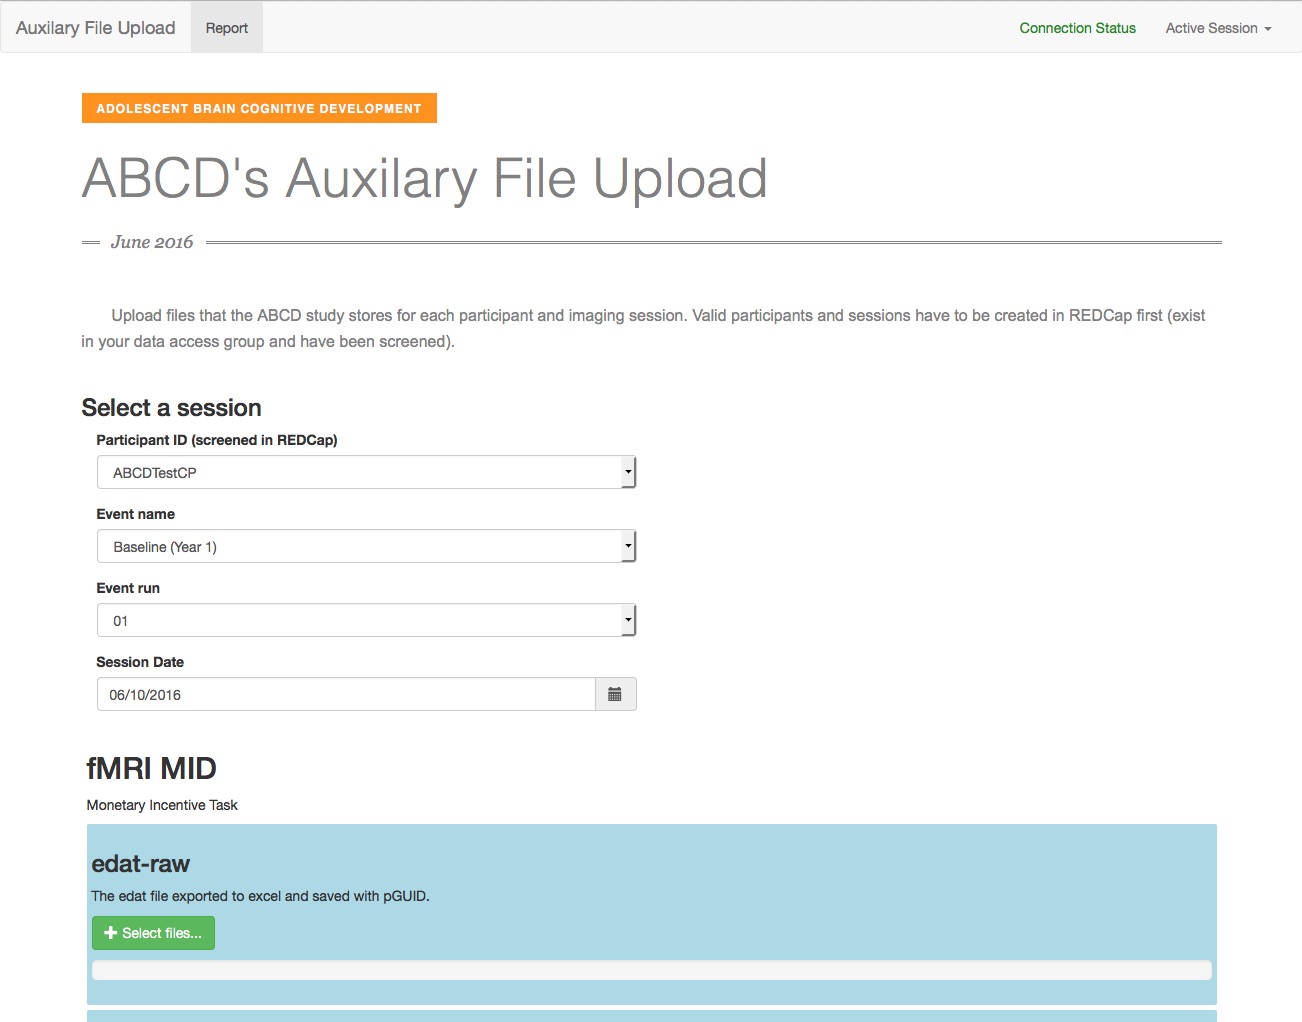 Auxilary File Upload
Report
Connection Status
Active Session
ADOLESCENT BRAIN COGNITIVE DEVELOPMENT
ABCD's Auxilary File Upload
June 2016
Upload files that the ABCD study stores for each participant and imaging session. Valid participants and sessions have to be created in REDCap first (exist
in your data access group and have been screened).
Select a session
Participant ID (screened in REDCap)
ABCDTestCP
Event name
Baseline (Year 1)
Event run
01
Session Date
06/10/2016
fMRI MID
Monetary Incentive Task
edat-raw
The edat file exported to excel and saved with pGUID.
Select files...